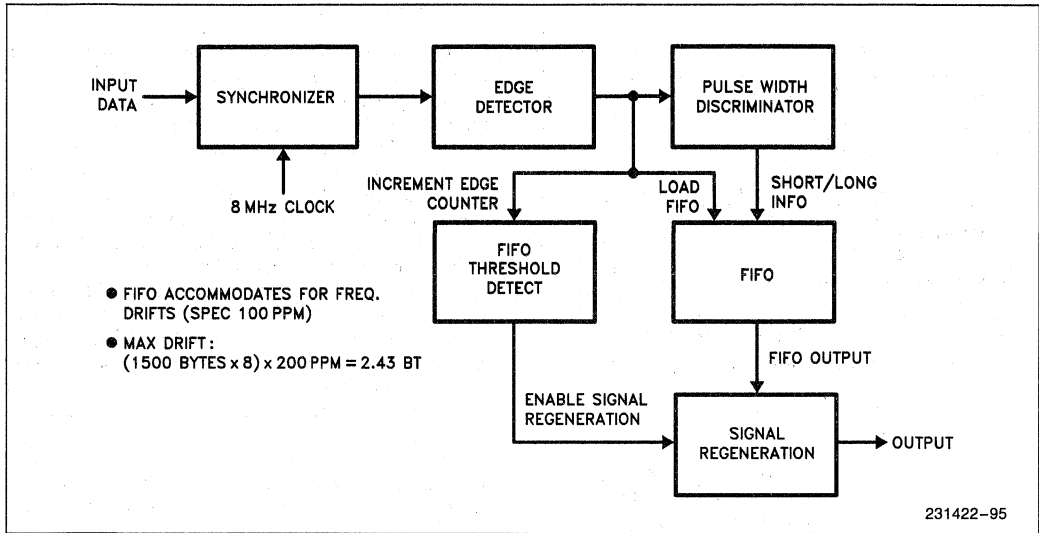 INPUT
DATA
SYNCHRONIZER
EDGE
DETECTOR
PULSE WIDTH
DISCRIMINATOR
8 MHz CLOCK
INCREMENT EDGE
COUNTER
LOAD
FIFO
SHORT/LONG
INFO
FIFO
THRESHOLD
DETECT
FIFO
● FIFO ACCOMMODATES FOR FREQ.
DRIFTS (SPEC 100 PPM)
● MAX DRIFT:
(1500 BYTES x 8) x 200 PPM = 2.43 BT
FIFO OUTPUT
ENABLE SIGNAL
REGENERATION
SIGNAL
REGENERATION
OUTPUT
231422-95